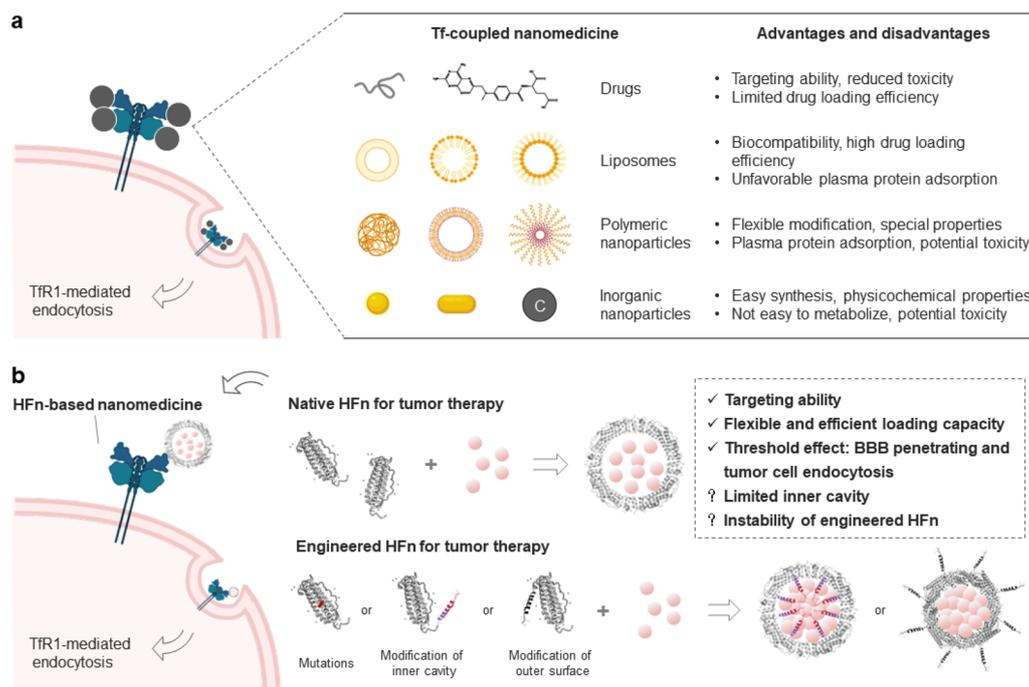 a
Tf-coupled nanomedicine
Advantages and disadvantages
Drugs
• Targeting ability, reduced toxicity
• Limited drug loading efficiency
Liposomes
• Biocompatibility, high drug loading
efficiency
• Unfavorable plasma protein adsorption
Polymeric
nanoparticles
• Flexible modification, special properties
• Plasma protein adsorption, potential toxicity
C
Inorganic
nanoparticles
• Easy synthesis, physicochemical properties
• Not easy to metabolize, potential toxicity
TfR1-mediated
endocytosis
b
HFn-based nanomedicine
Native HFn for tumor therapy
+
✓ Targeting ability
✓ Flexible and efficient loading capacity
✓ Threshold effect: BBB penetrating and
tumor cell endocytosis
? Limited inner cavity
? Instability of engineered HFn
Engineered HFn for tumor therapy
or
or
+
or
Mutations
Modification of
inner cavity
Modification of
outer surface
TfR1-mediated
endocytosis